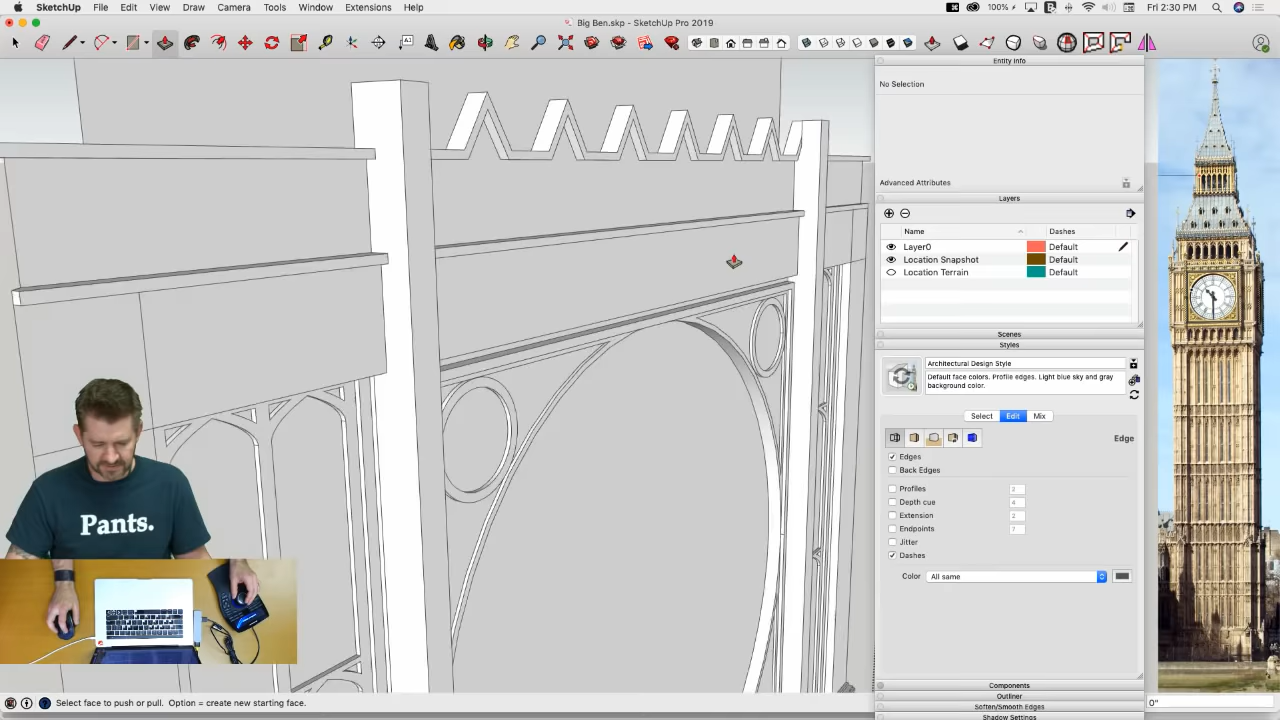 SketchUp File Edit View Draw Camera Tools Window Extensions Help
100% Fri 2:30 PM
Big Ben.skp - SketchUp Pro 2019
Entity Info
No Selection
Advanced Attributes
Layers
Name Dashes
Layer0 Default
Location Snapshot Default
Location Terrain Default
Scenes
Styles
Architectural Design Style
Default face colors. Profile edges. Light blue sky and gray
background color.
Select Edit Mix
Edge
Edges
Back Edges
Profiles 2
Depth cue 4
Extension 2
Endpoints 7
Jitter
Dashes
Color All same
Components
Outliner
Soften/Smooth Edges
Shadow Settings
Pants.
Select face to push or pull. Option = create new starting face.
0"